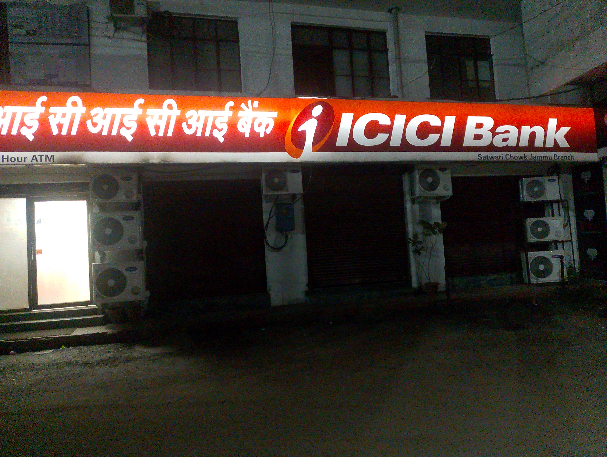 आई सी आई सी आई बैंक
i ICICI Bank
Hour ATM
Satwari Chowk Jammu Branch